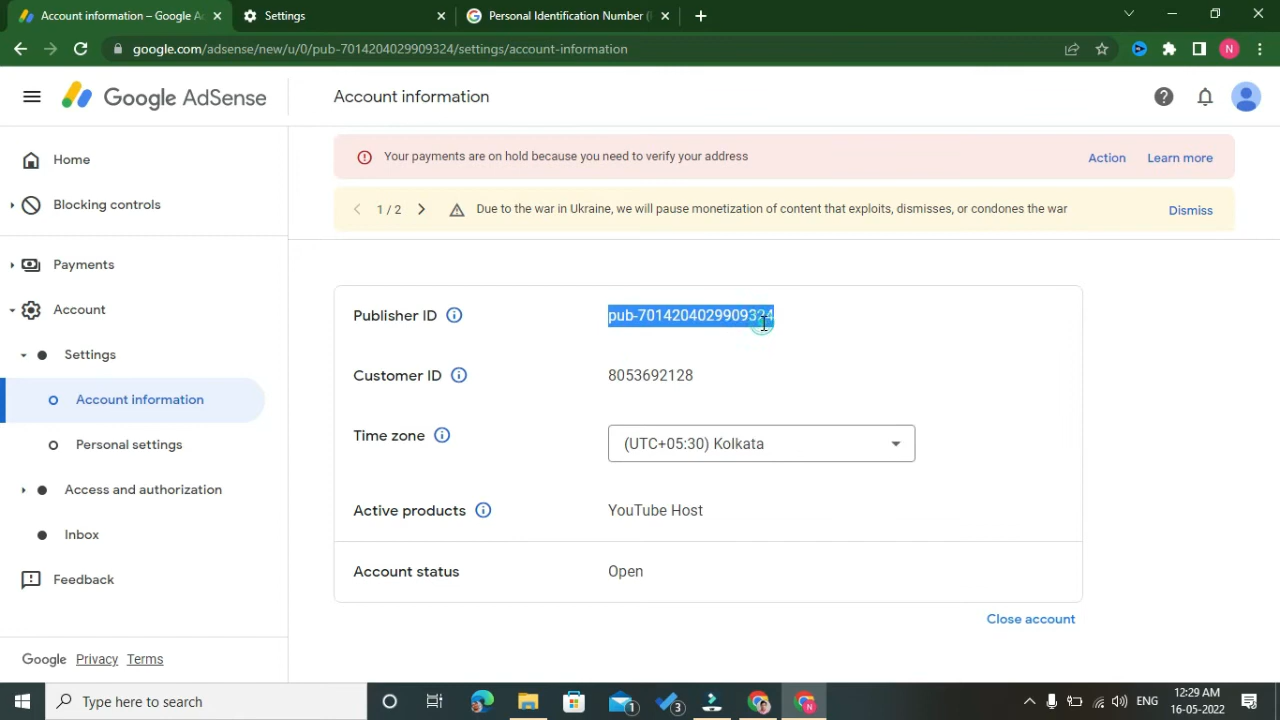 Account information – Google A
Settings
Personal Identification Number (
google.com/adsense/new/u/0/pub-7014204029909324/settings/account-information
N
Google AdSense
Account information
Home
Blocking controls
Payments
Account
Settings
Account information
Personal settings
Access and authorization
Inbox
Feedback
Google Privacy Terms
Your payments are on hold because you need to verify your address
Action Learn more
1 / 2
Due to the war in Ukraine, we will pause monetization of content that exploits, dismisses, or condones the war
Dismiss
Publisher ID
pub-7014204029909324
Customer ID
8053692128
Time zone
(UTC+05:30) Kolkata
Active products
YouTube Host
Account status
Open
Close account
Type here to search
1
3
N
ENG
12:29 AM
16-05-2022